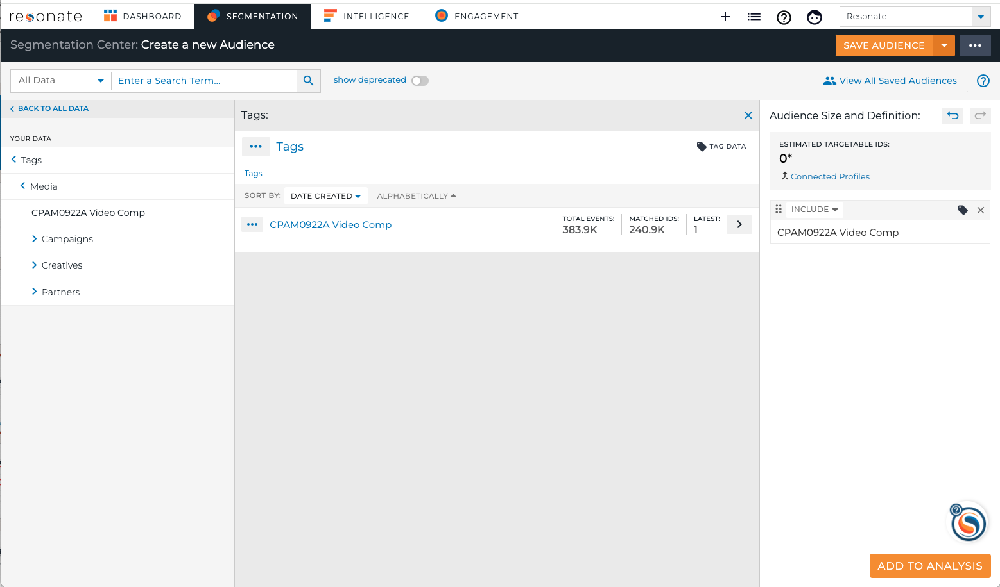 resonate
DASHBOARD
SEGMENTATION
INTELLIGENCE
ENGAGEMENT
Resonate
Segmentation Center: Create a new Audience
SAVE AUDIENCE
All Data
Enter a Search Term...
show deprecated
View All Saved Audiences
BACK TO ALL DATA
YOUR DATA
Tags
Media
CPAM0922A Video Comp
Campaigns
Creatives
Partners
Tags:
Tags
TAG DATA
Tags
SORT BY: DATE CREATED ALPHABETICALLY
CPAM0922A Video Comp
TOTAL EVENTS:
383.9K
MATCHED IDS:
240.9K
LATEST:
1
Audience Size and Definition:
ESTIMATED TARGETABLE IDS:
0*
Connected Profiles
INCLUDE
CPAM0922A Video Comp
ADD TO ANALYSIS